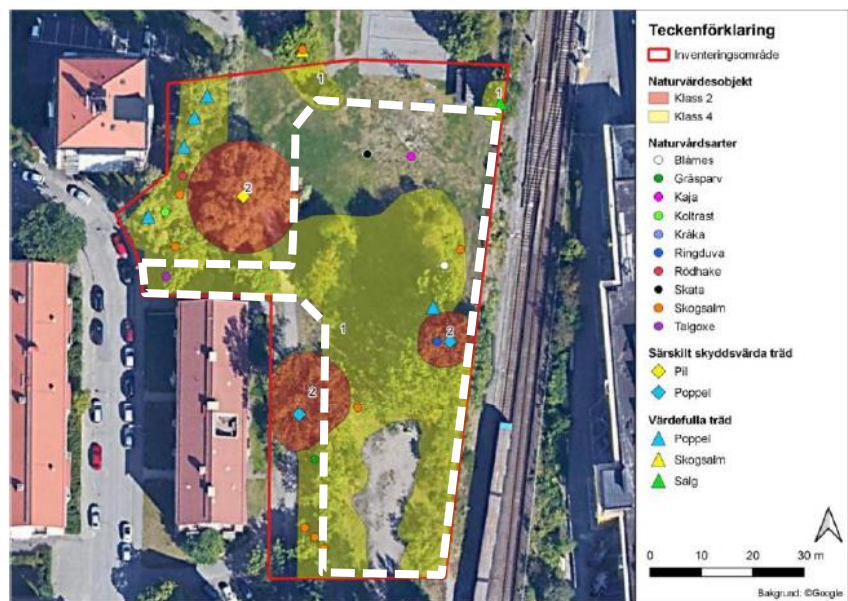 Teckenförklaring
Inventeringsområde
Naturvärdesobjekt
Klass 2
Klass 4
Naturvårdsarter
Blåmes
Gråsparv
Kaja
Koltrast
Kråka
Ringduva
Rödhake
Skata
Skogsalm
Talgoxe
Särskilt skyddsvärda träd
Pil
Poppel
Värdefulla träd
Poppel
Skogsalm
Sälg
0 10 20 30 m
Bakgrund: ©Google
1
1
2
2
1
2